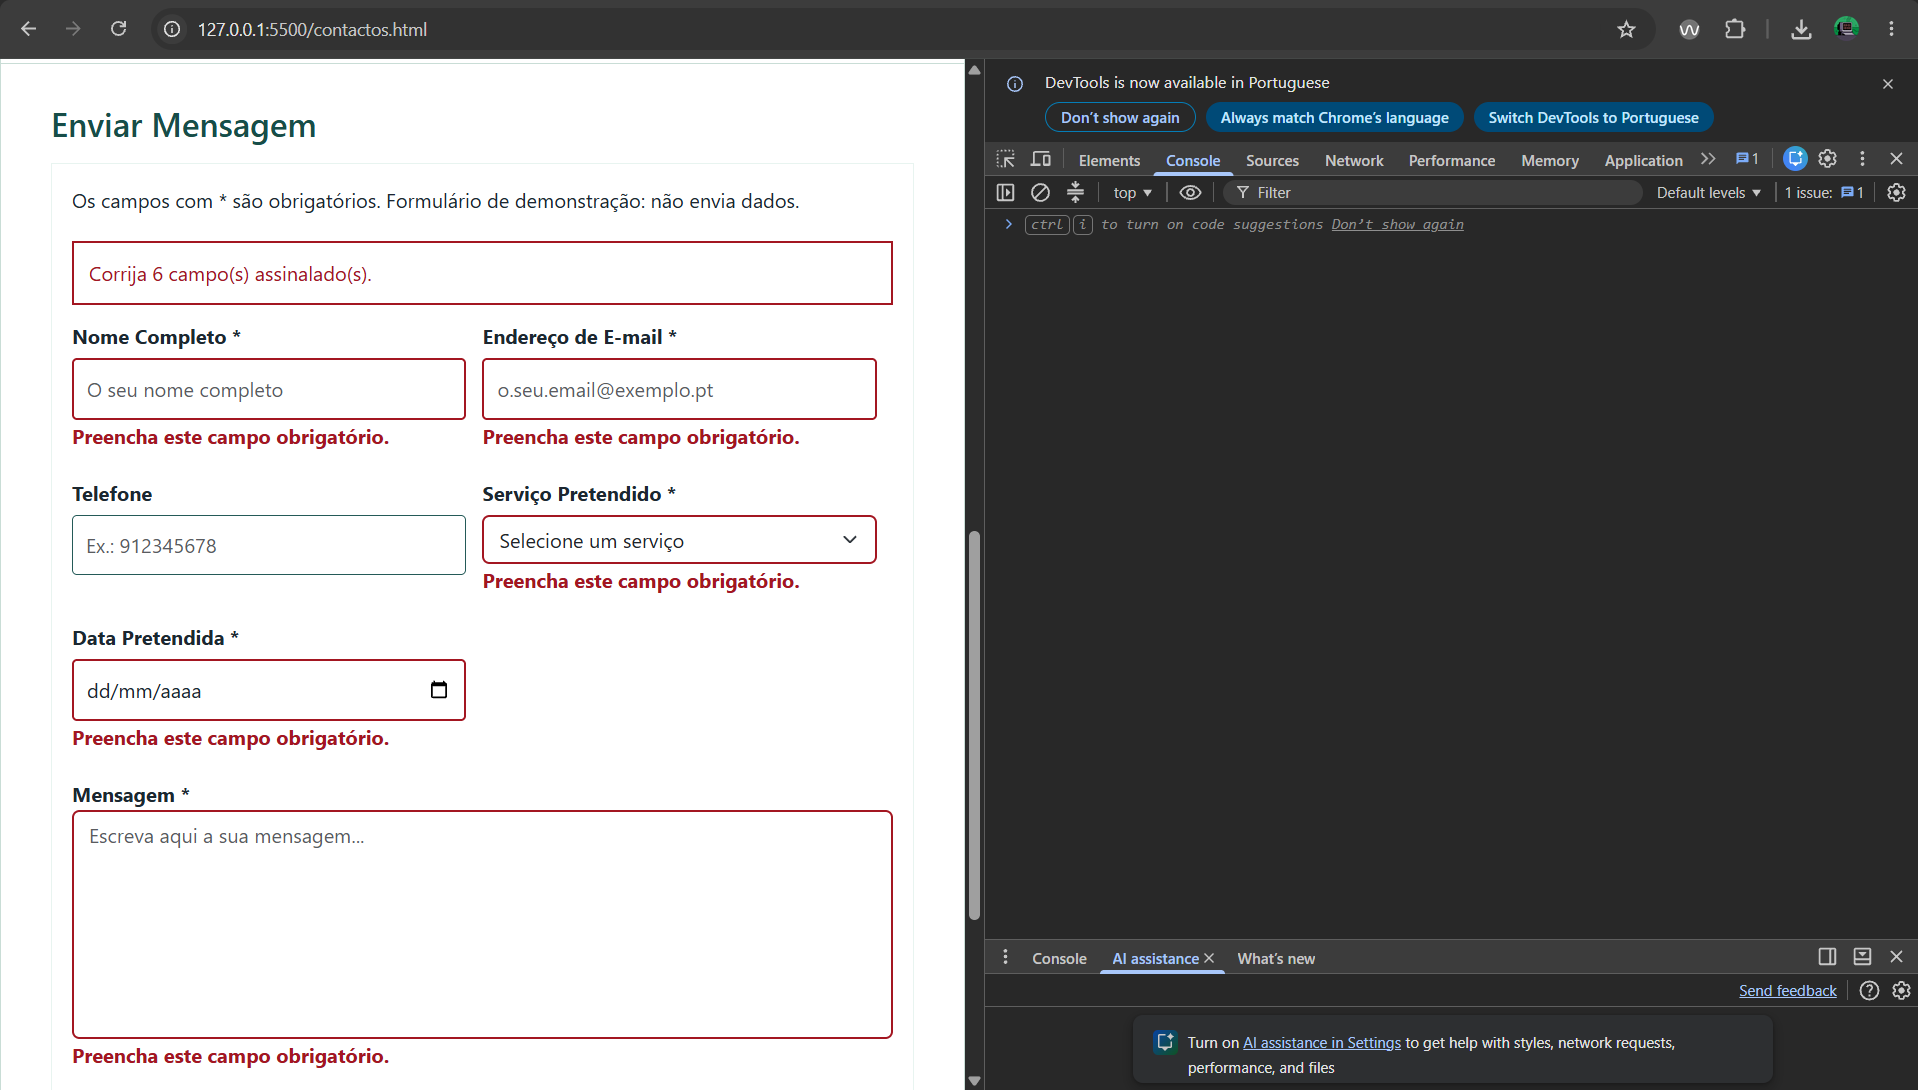 127.0.0.1:5500/contactos.html
Enviar Mensagem
Os campos com * são obrigatórios. Formulário de demonstração: não envia dados.
Corrija 6 campo(s) assinalado(s).
Nome Completo *
Endereço de E-mail *
O seu nome completo
o.seu.email@exemplo.pt
Preencha este campo obrigatório.
Preencha este campo obrigatório.
Telefone
Serviço Pretendido *
Ex.: 912345678
Selecione um serviço
Preencha este campo obrigatório.
Data Pretendida *
dd/mm/aaaa
Preencha este campo obrigatório.
Mensagem *
Escreva aqui a sua mensagem...
Preencha este campo obrigatório.
DevTools is now available in Portuguese
Don't show again
Always match Chrome's language
Switch DevTools to Portuguese
Elements
Console
Sources
Network
Performance
Memory
Application
1
top
Filter
Default levels
1 issue:
1
ctrl i to turn on code suggestions Don't show again
Console
AI assistance
What's new
Send feedback
Turn on AI assistance in Settings to get help with styles, network requests,
performance, and files